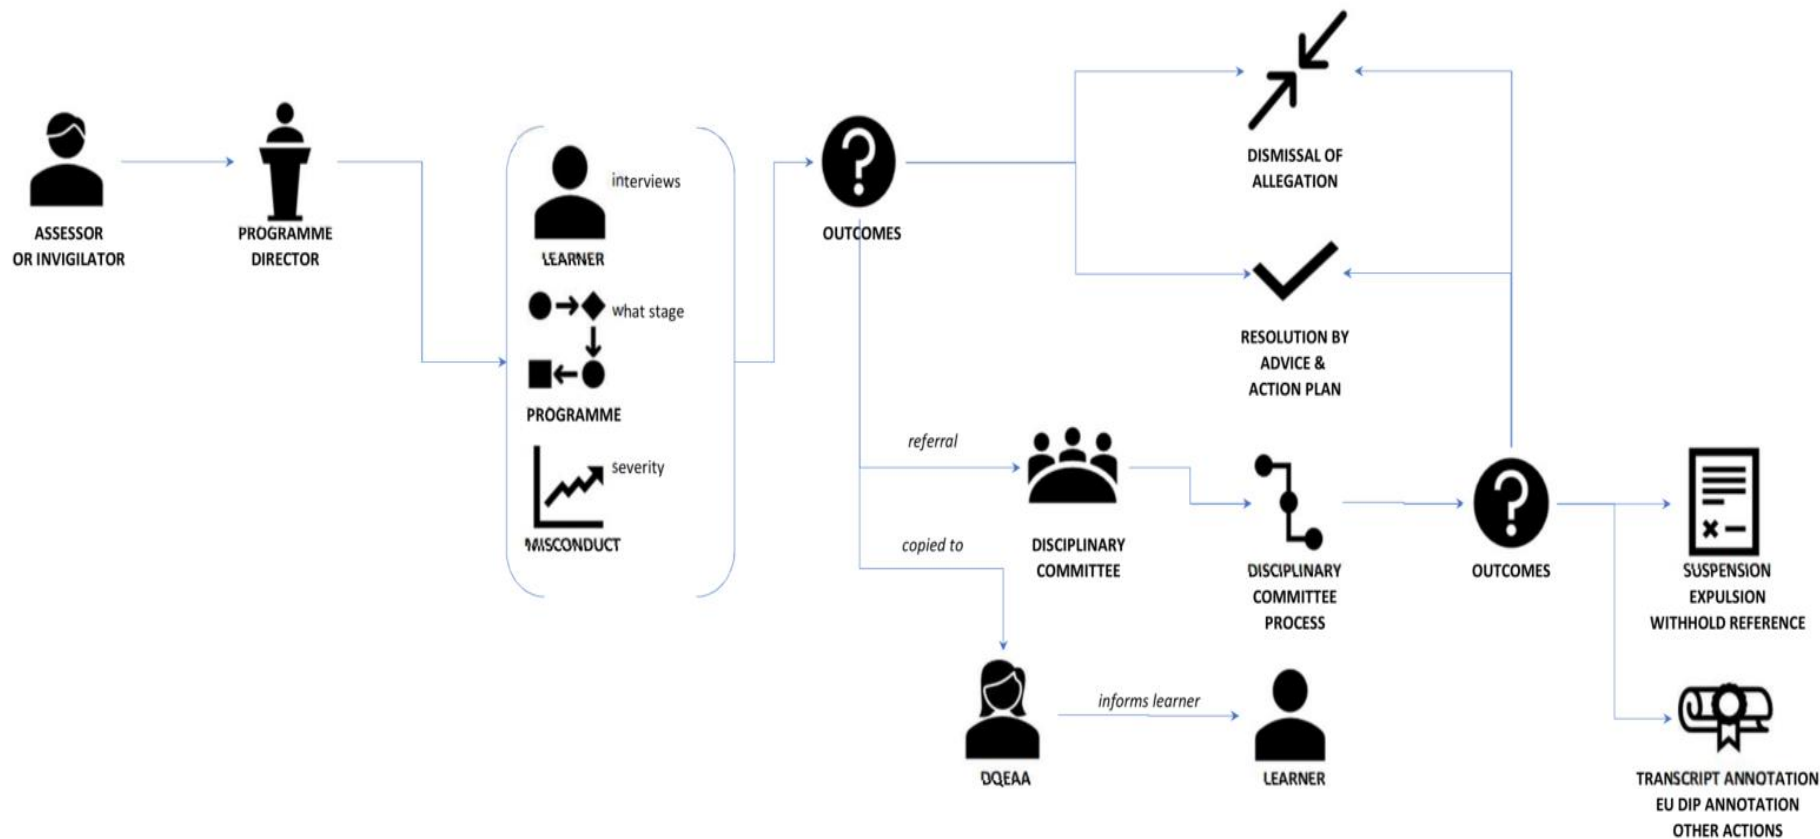 ASSESSOR
OR INVIGILATOR
PROGRAMME
DIRECTOR
interviews
LEARNER
what stage
PROGRAMME
severity
MISCONDUCT
OUTCOMES
DISMISSAL OF
ALLEGATION
RESOLUTION BY
ADVICE &
ACTION PLAN
referral
DISCIPLINARY
COMMITTEE
DISCIPLINARY
COMMITTEE
PROCESS
OUTCOMES
SUSPENSION
EXPULSION
WITHHOLD REFERENCE
TRANSCRIPT ANNOTATION
EU DIP ANNOTATION
OTHER ACTIONS
copied to
DQEAA
informs learner
LEARNER